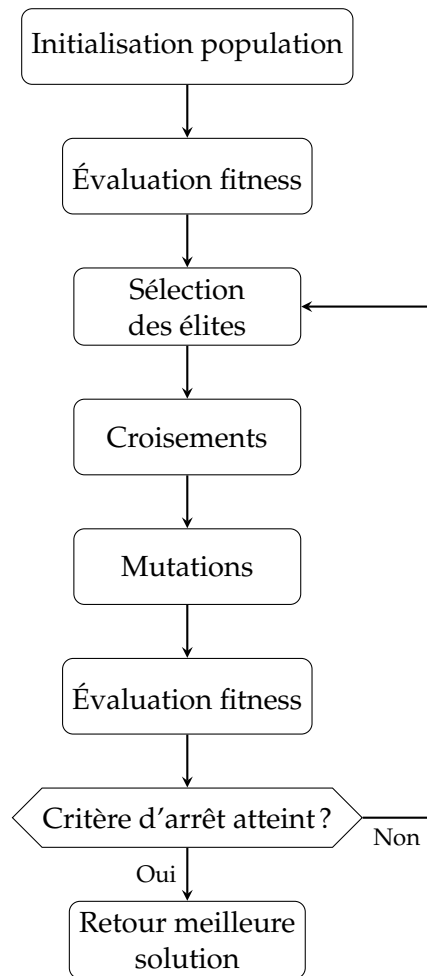 Initialisation population
Évaluation fitness
Sélection
des élites
Croisements
Mutations
Évaluation fitness
Critère d'arrêt atteint ?
Non
Oui
Retour meilleure
solution